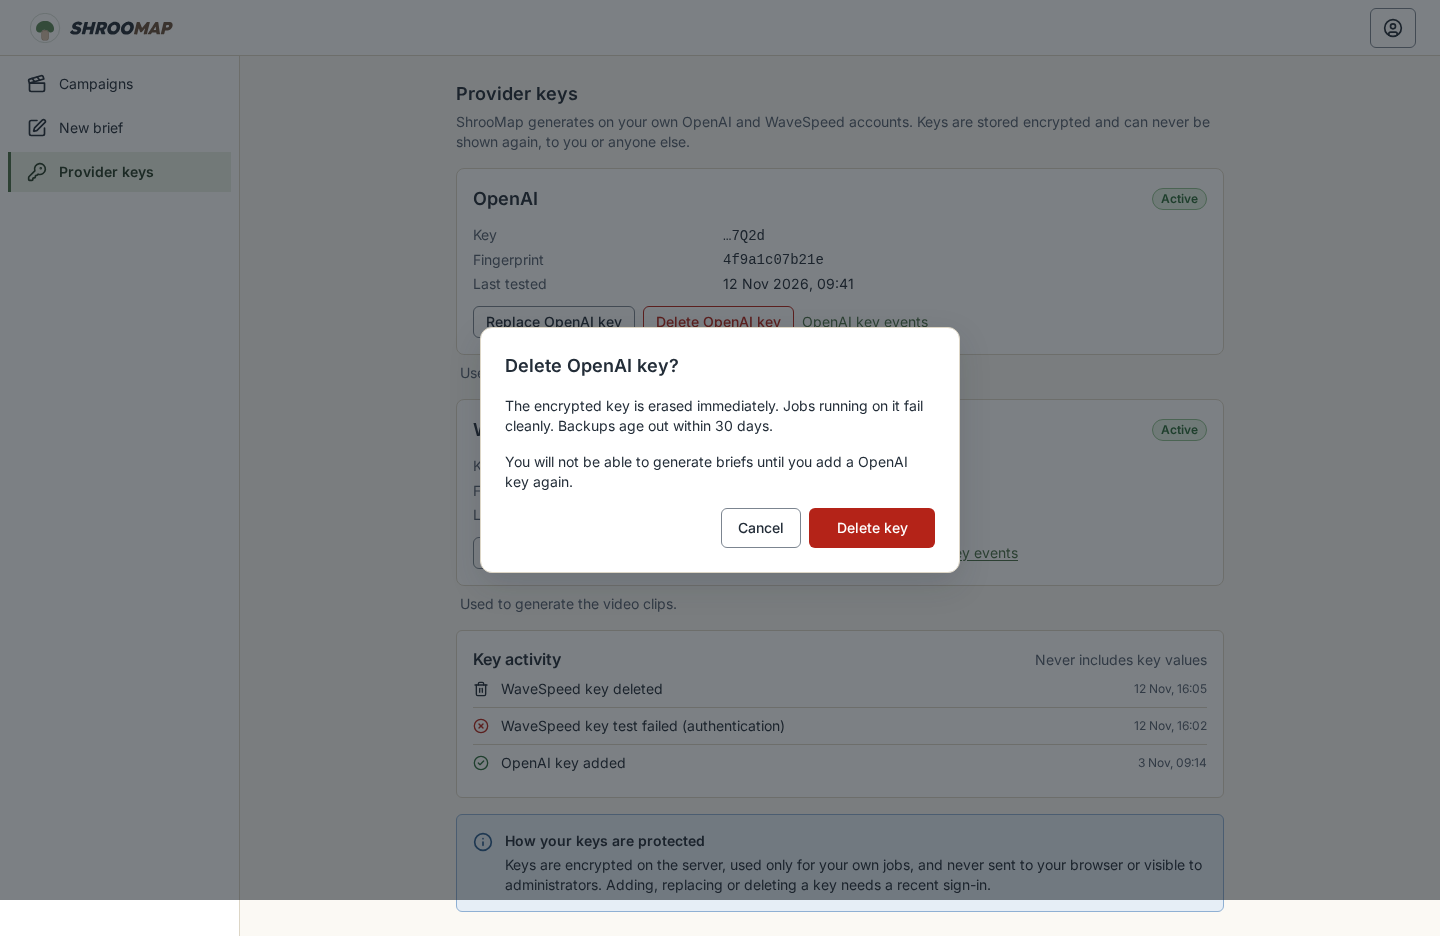 SHROOMAP
Campaigns
New brief
Provider keys
Provider keys
ShrooMap generates on your own OpenAI and WaveSpeed accounts. Keys are stored encrypted and can never be
shown again, to you or anyone else.
OpenAI
Active
Key
…7Q2d
Fingerprint
4f9a1c07b21e
Last tested
12 Nov 2026, 09:41
Replace OpenAI key
Delete OpenAI key
OpenAI key events
Delete OpenAI key?
The encrypted key is erased immediately. Jobs running on it fail
cleanly. Backups age out within 30 days.
You will not be able to generate briefs until you add a OpenAI
key again.
Cancel
Delete key
Active
events
Used to generate the video clips.
Key activity
Never includes key values
WaveSpeed key deleted
12 Nov, 16:05
WaveSpeed key test failed (authentication)
12 Nov, 16:02
OpenAI key added
3 Nov, 09:14
How your keys are protected
Keys are encrypted on the server, used only for your own jobs, and never sent to your browser or visible to
administrators. Adding, replacing or deleting a key needs a recent sign-in.